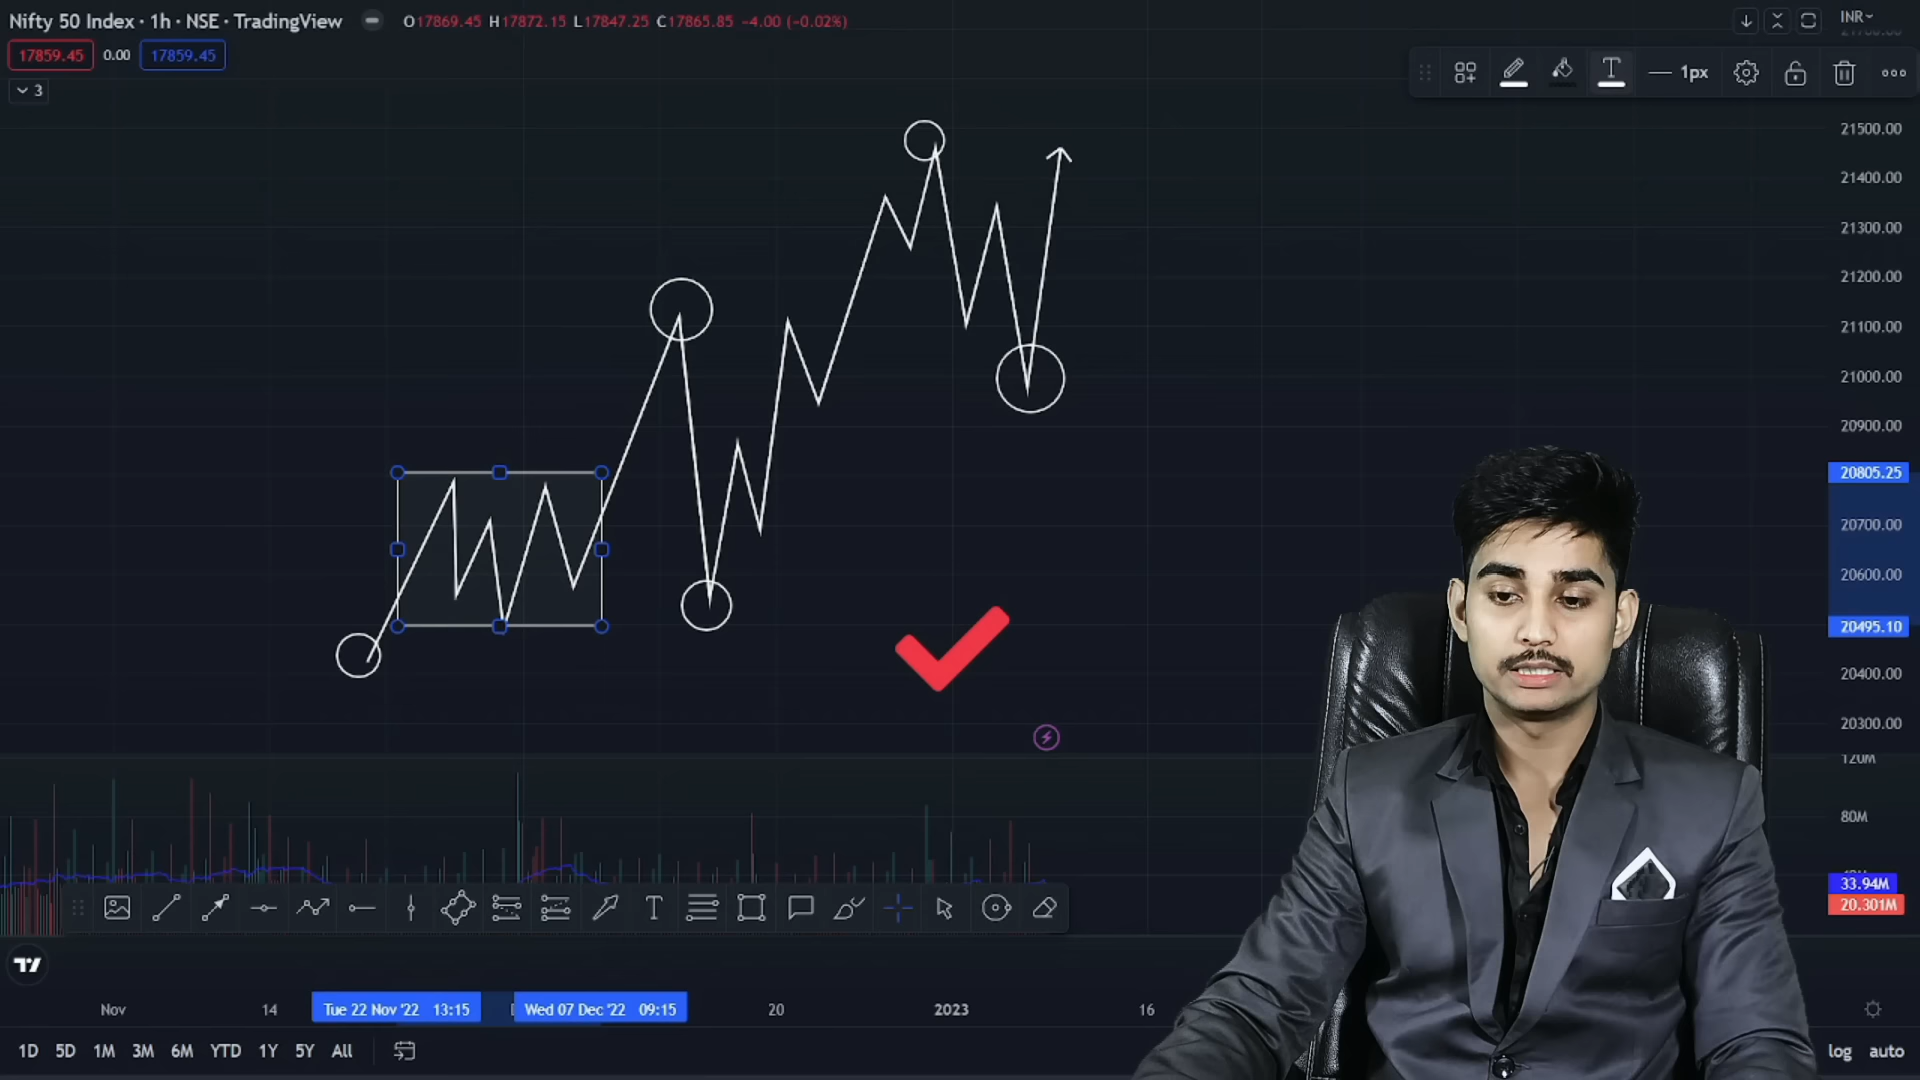 Nifty 50 Index · 1h · NSE · TradingView
O17869.45 H17872.15 L17847.25 C17865.85 -4.00 (-0.02%)
INR
17859.45 0.00 17859.45
3
1px
21500.00
21400.00
21300.00
21200.00
21100.00
21000.00
20900.00
20805.25
20700.00
20600.00
20495.10
20400.00
20300.00
120M
80M
33.94M
20.301M
T
Nov
14
Tue 22 Nov '22 13:15
Wed 07 Dec '22 09:15
20
2023
16
1D 5D 1M 3M 6M YTD 1Y 5Y All
log auto